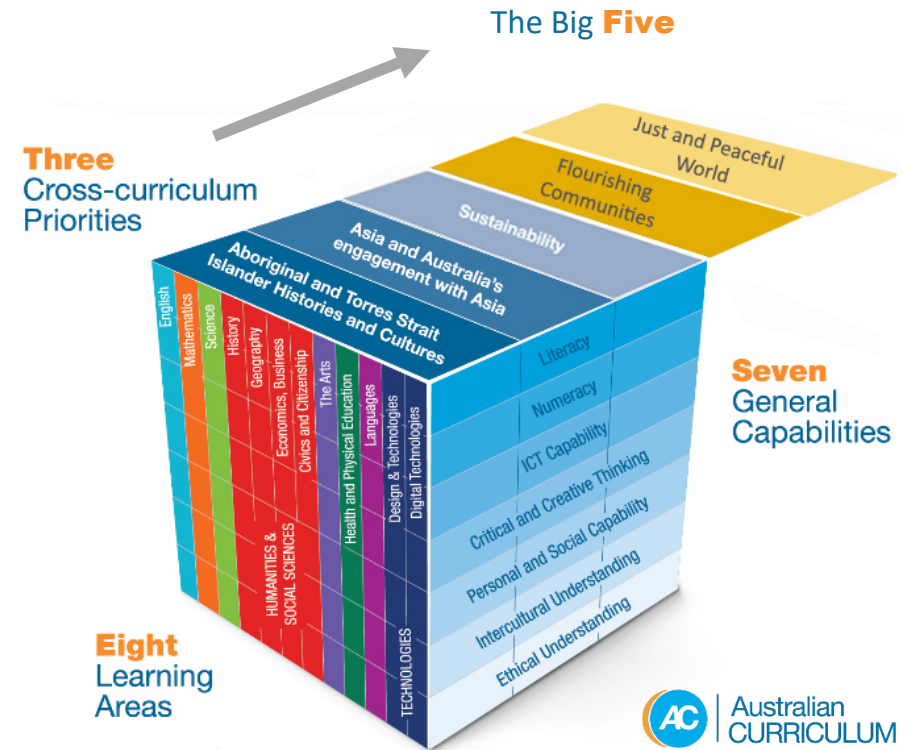 The Big Five
Three
Cross-curriculum
Priorities
Just and Peaceful
World
Flourishing
Communities
Sustainability
Asia and Australia's
engagement with Asia
Aboriginal and Torres Strait
Islander Histories and Cultures
English
Mathematics
Science
History
Geography
Economics, Business
Civics and Citizenship
HUMANITIES &
SOCIAL SCIENCES
The Arts
Health and Physical Education
Languages
Design & Technologies
Digital Technologies
TECHNOLOGIES
Literacy
Numeracy
ICT Capability
Critical and Creative Thinking
Personal and Social Capability
Intercultural Understanding
Ethical Understanding
Seven
General
Capabilities
Eight
Learning
Areas
AC
Australian
CURRICULUM